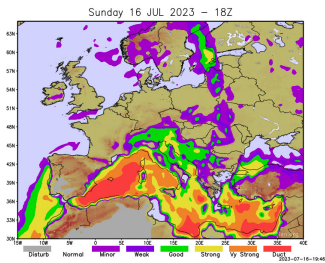 Sunday 16 JUL 2023 – 18Z
63N
60N
57N
54N
51N
48N
45N
42N
39N
36N
33N
30N
15W 10W 5W 0 5E 10E 15E 20E 25E 30E 35E 40E
Disturb Normal Minor Weak Good Strong Vy Strong Duct
2023-07-16-19:46